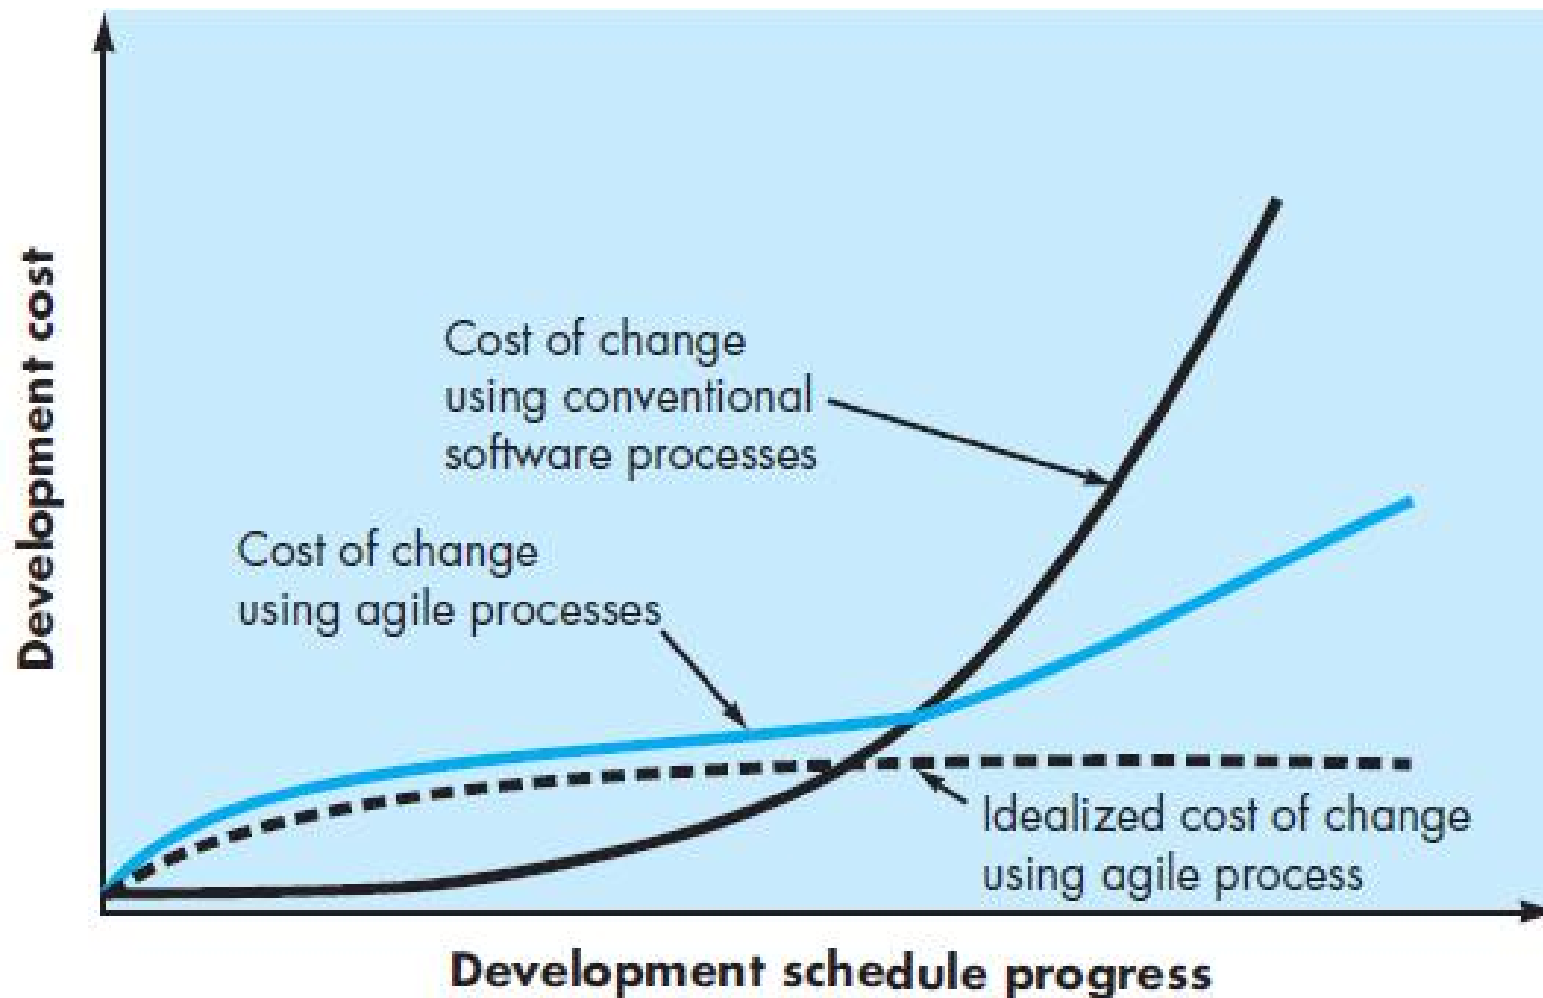 Development cost
Cost of change
using conventional
software processes
Cost of change
using agile processes
Idealized cost of change
using agile process
Development schedule progress